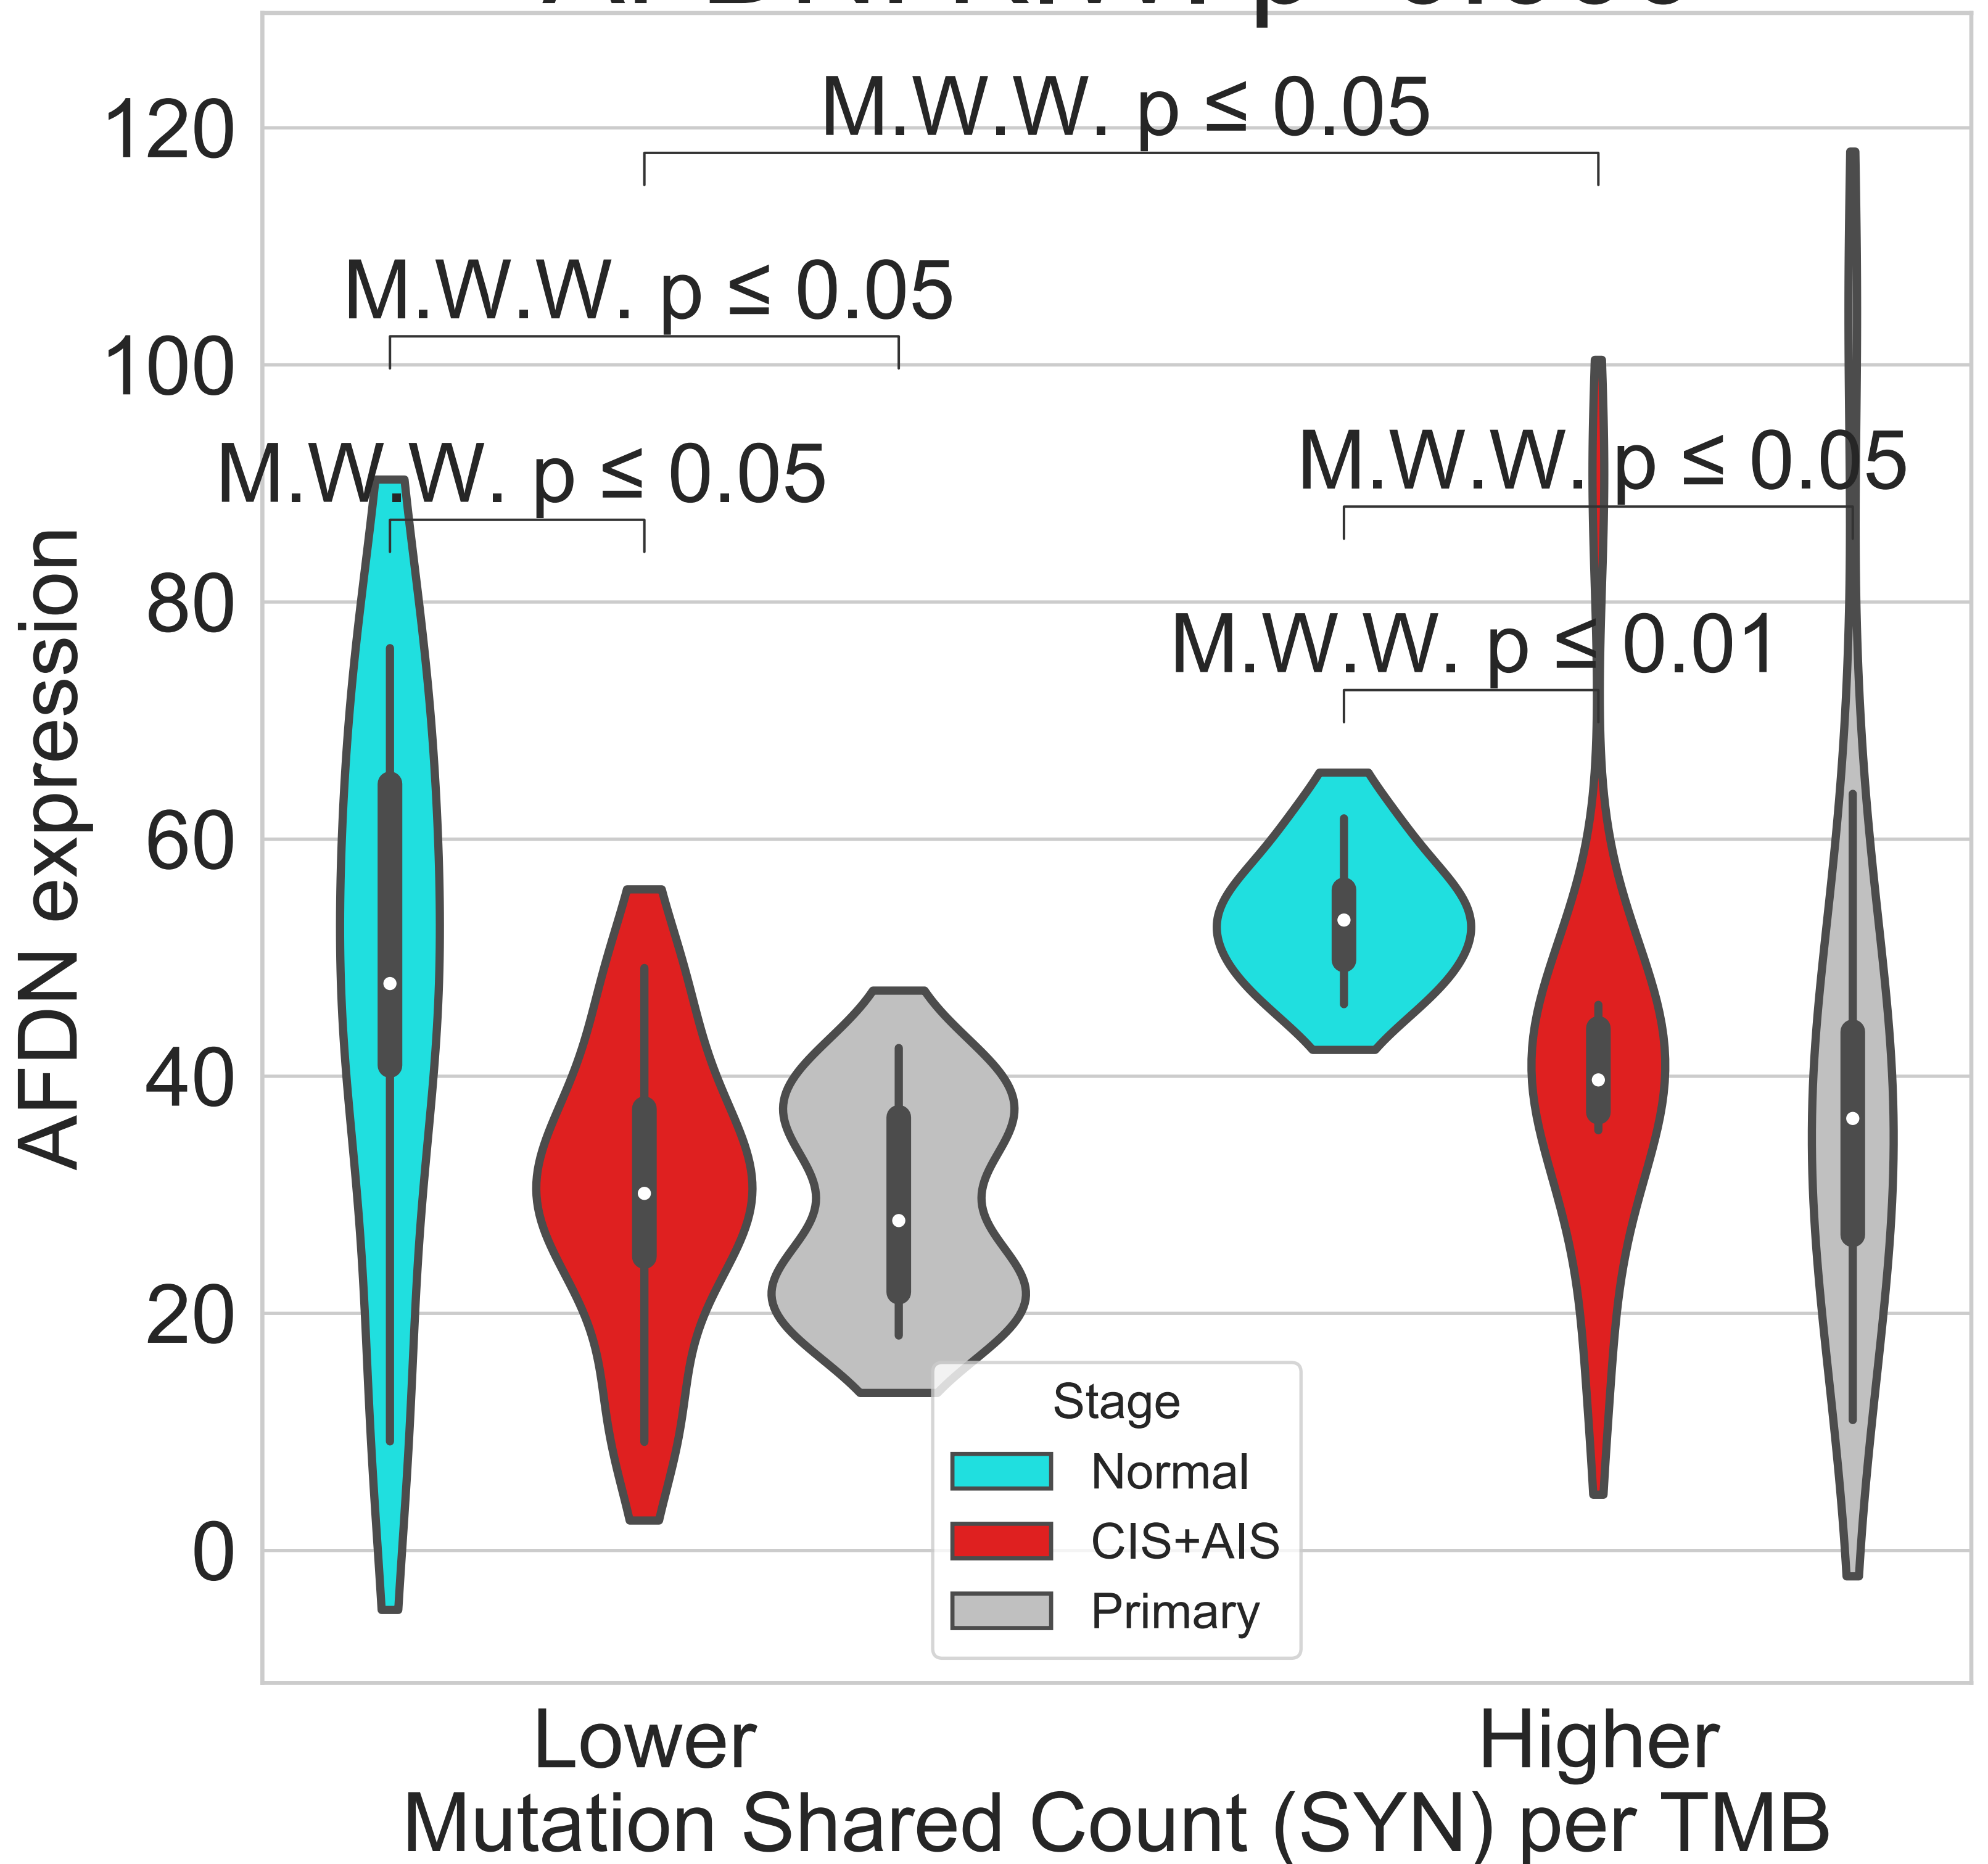 M.W.W. p ≤ 0.05
M.W.W. p ≤ 0.05
M.W.W. p ≤ 0.05
M.W.W. p ≤ 0.05
M.W.W. p ≤ 0.01
120
100
80
60
40
20
0
AFDN expression
Stage
Normal
CIS+AIS
Primary
Lower
Higher
Mutation Shared Count (SYN) per TMB